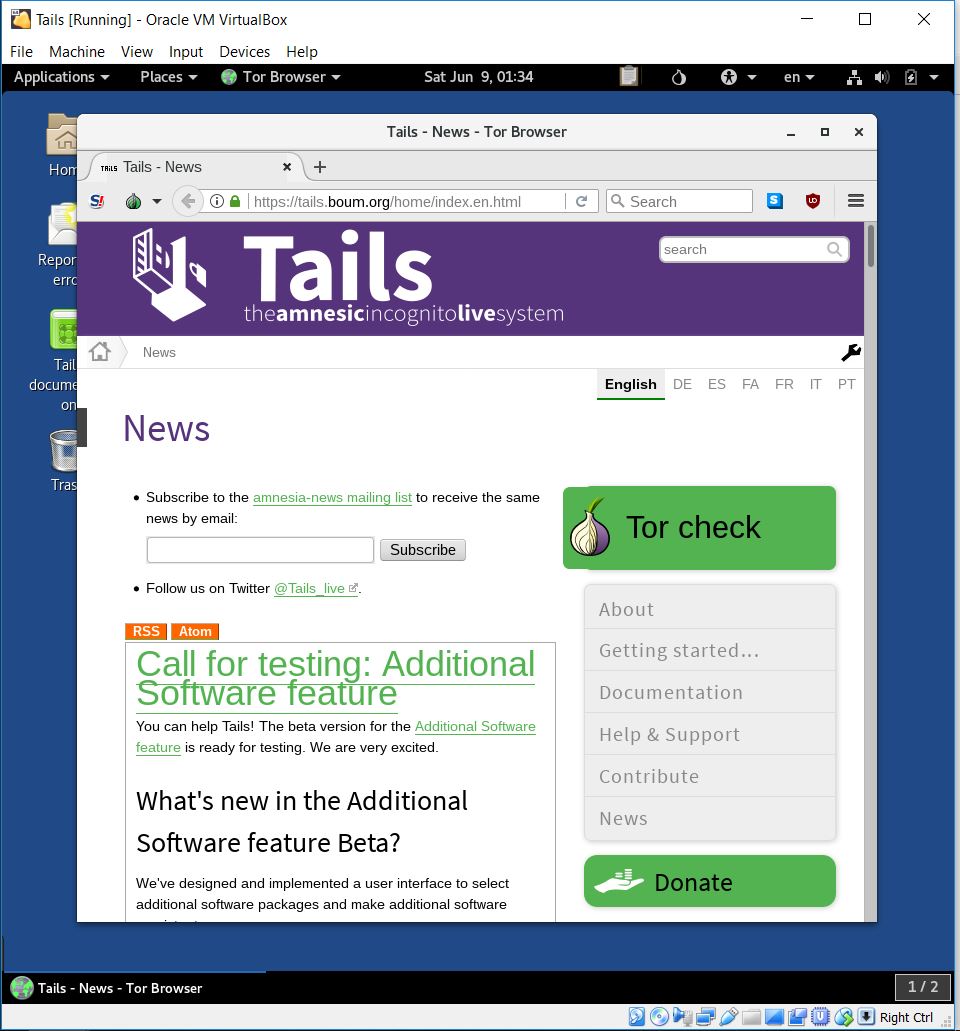 Tails [Running] - Oracle VM VirtualBox
File Machine View Input Devices Help
Applications Places Tor Browser Sat Jun 9, 01:34 en
Tails - News - Tor Browser
Tails Tails - News
S! https://tails.boum.org/home/index.en.html Search S
Hom
Repor
erro
Tail
docume
on
Tras
Tails
theamnesicincognitolivesystem
search
News
English DE ES FA FR IT PT
News
Subscribe to the amnesia-news mailing list to receive the same
news by email:
Subscribe
Follow us on Twitter @Tails_live.
RSS Atom
Call for testing: Additional
Software feature
You can help Tails! The beta version for the Additional Software
feature is ready for testing. We are very excited.
What's new in the Additional
Software feature Beta?
We've designed and implemented a user interface to select
additional software packages and make additional software
Tor check
About
Getting started...
Documentation
Help & Support
Contribute
News
Donate
Tails - News - Tor Browser 1 / 2
Right Ctrl